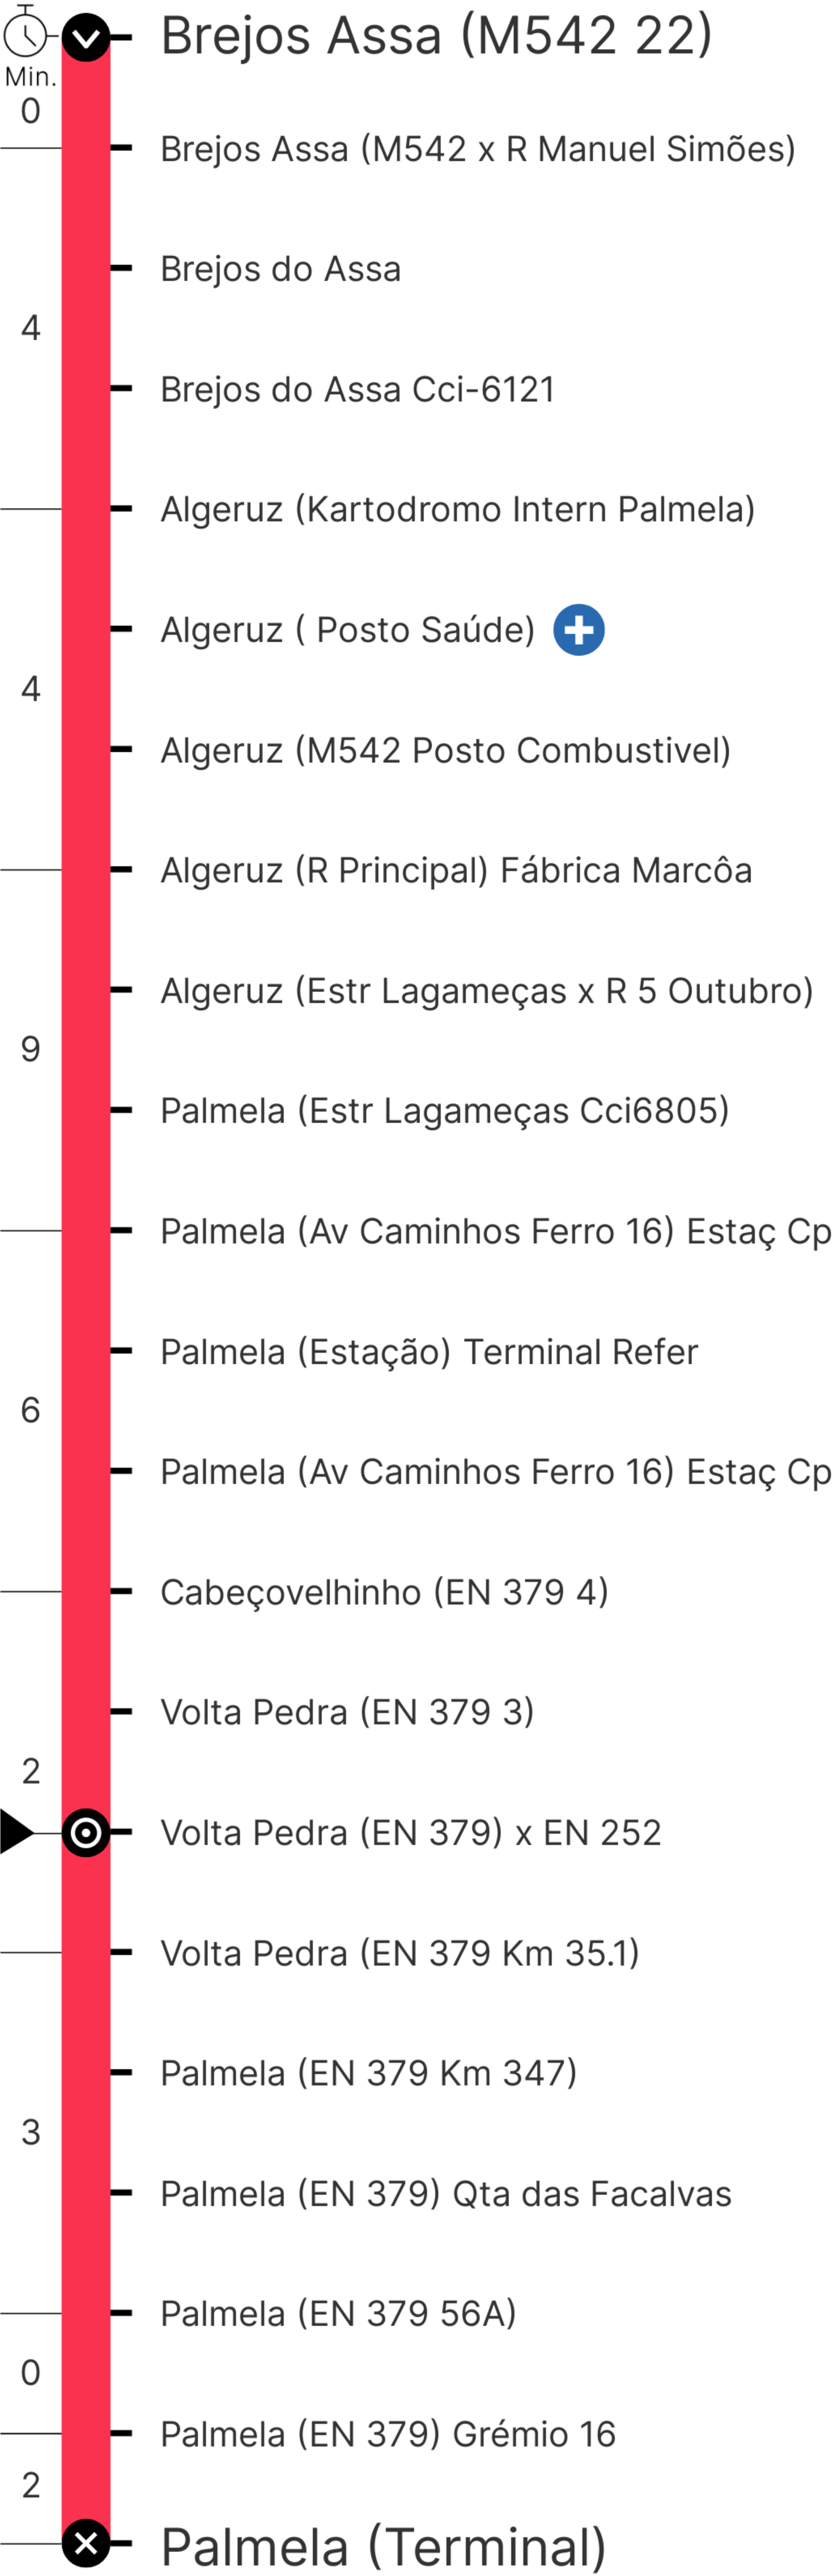 Brejos Assa (M542 22)
Min.
0
Brejos Assa (M542 x R Manuel Simões)
Brejos do Assa
4
Brejos do Assa Cci-6121
Algeruz (Kartodromo Intern Palmela)
Algeruz ( Posto Saúde)
4
Algeruz (M542 Posto Combustivel)
Algeruz (R Principal) Fábrica Marcôa
Algeruz (Estr Lagameças x R 5 Outubro)
9
Palmela (Estr Lagameças Cci6805)
Palmela (Av Caminhos Ferro 16) Estaç Cp
Palmela (Estação) Terminal Refer
6
Palmela (Av Caminhos Ferro 16) Estaç Cp
Cabeçovelhinho (EN 379 4)
Volta Pedra (EN 379 3)
2
Volta Pedra (EN 379) x EN 252
Volta Pedra (EN 379 Km 35.1)
Palmela (EN 379 Km 347)
3
Palmela (EN 379) Qta das Facalvas
Palmela (EN 379 56A)
0
Palmela (EN 379) Grémio 16
2
Palmela (Terminal)